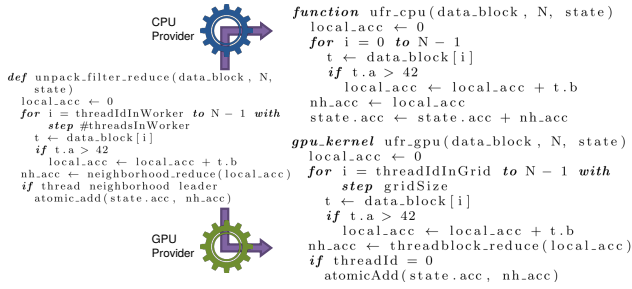 CPU
Provider
def unpack_filter_reduce(data_block, N,
state)
local_acc ← 0
for i = threadIdInWorker to N - 1 with
step #threadsInWorker
t ← data_block[i]
if t.a > 42
local_acc ← local_acc + t.b
nh_acc ← neighborhood_reduce(local_acc)
if thread neighborhood leader
atomic_add(state.acc, nh_acc)
GPU
Provider
function ufr_cpu(data_block, N, state)
local_acc ← 0
for i = 0 to N - 1
t ← data_block[i]
if t.a > 42
local_acc ← local_acc + t.b
nh_acc ← local_acc
state.acc ← state.acc + nh_acc
gpu_kernel ufr_gpu(data_block, N, state)
local_acc ← 0
for i = threadIdInGrid to N - 1 with
step gridSize
t ← data_block[i]
if t.a > 42
local_acc ← local_acc + t.b
nh_acc ← threadblock_reduce(local_acc)
if threadId = 0
atomicAdd(state.acc, nh_acc)